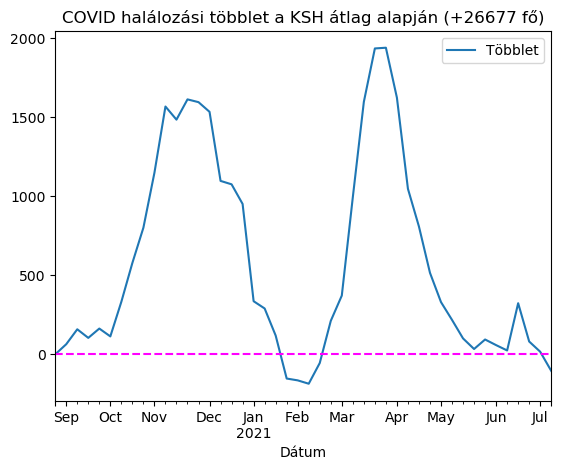 COVID halálozási többlet a KSH átlag alapján (+26677 fő)
Többlet
2000
1500
1000
500
0
Sep Oct Nov Dec Jan Feb Mar Apr May Jun Jul
2021
Dátum